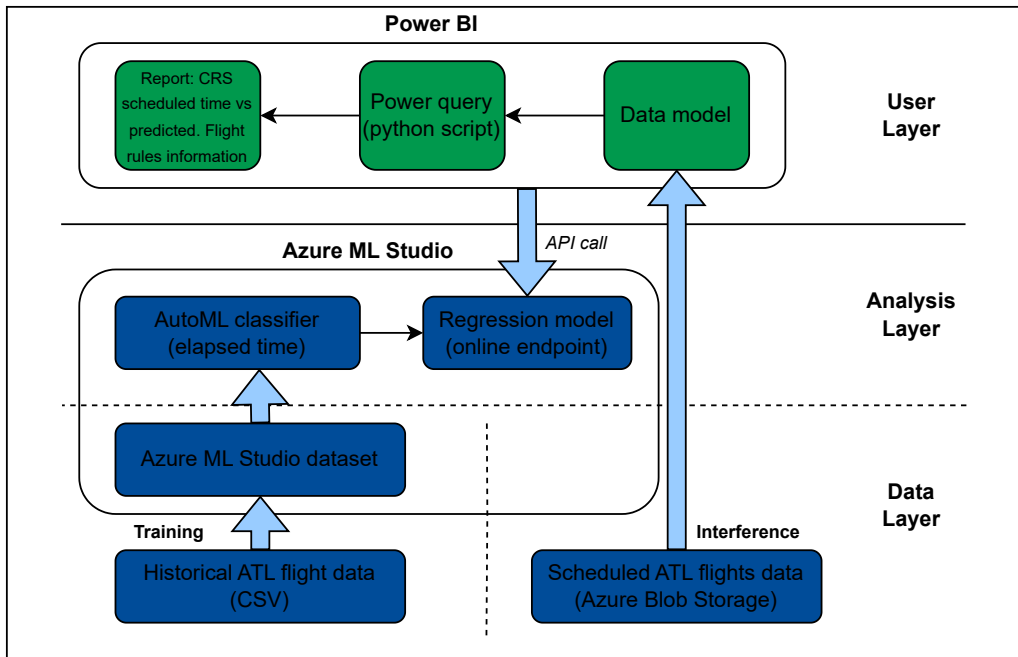 Power BI
Report: CRS
scheduled time vs
predicted. Flight
rules information
Power query
(python script)
Data model
User
Layer
API call
Azure ML Studio
AutoML classifier
(elapsed time)
Regression model
(online endpoint)
Analysis
Layer
Azure ML Studio dataset
Data
Layer
Training
Interference
Historical ATL flight data
(CSV)
Scheduled ATL flights data
(Azure Blob Storage)